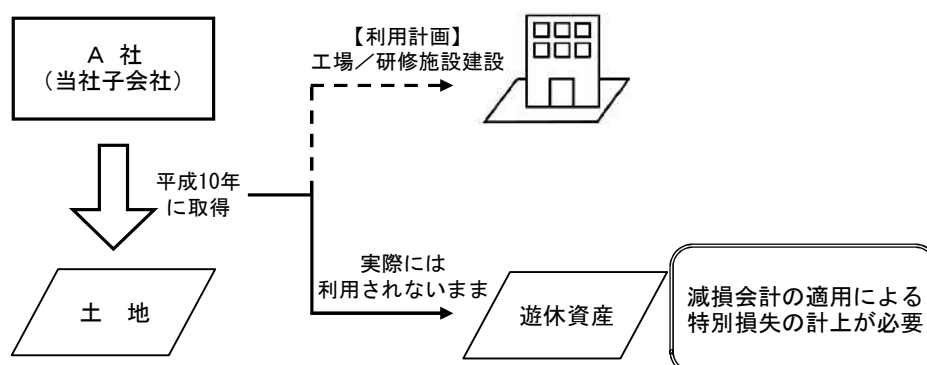 A 社
（当社子会社）
【利用計画】
工場／研修施設建設
平成10年
に取得
土 地
実際には
利用されないまま
遊休資産
減損会計の適用による
特別損失の計上が必要